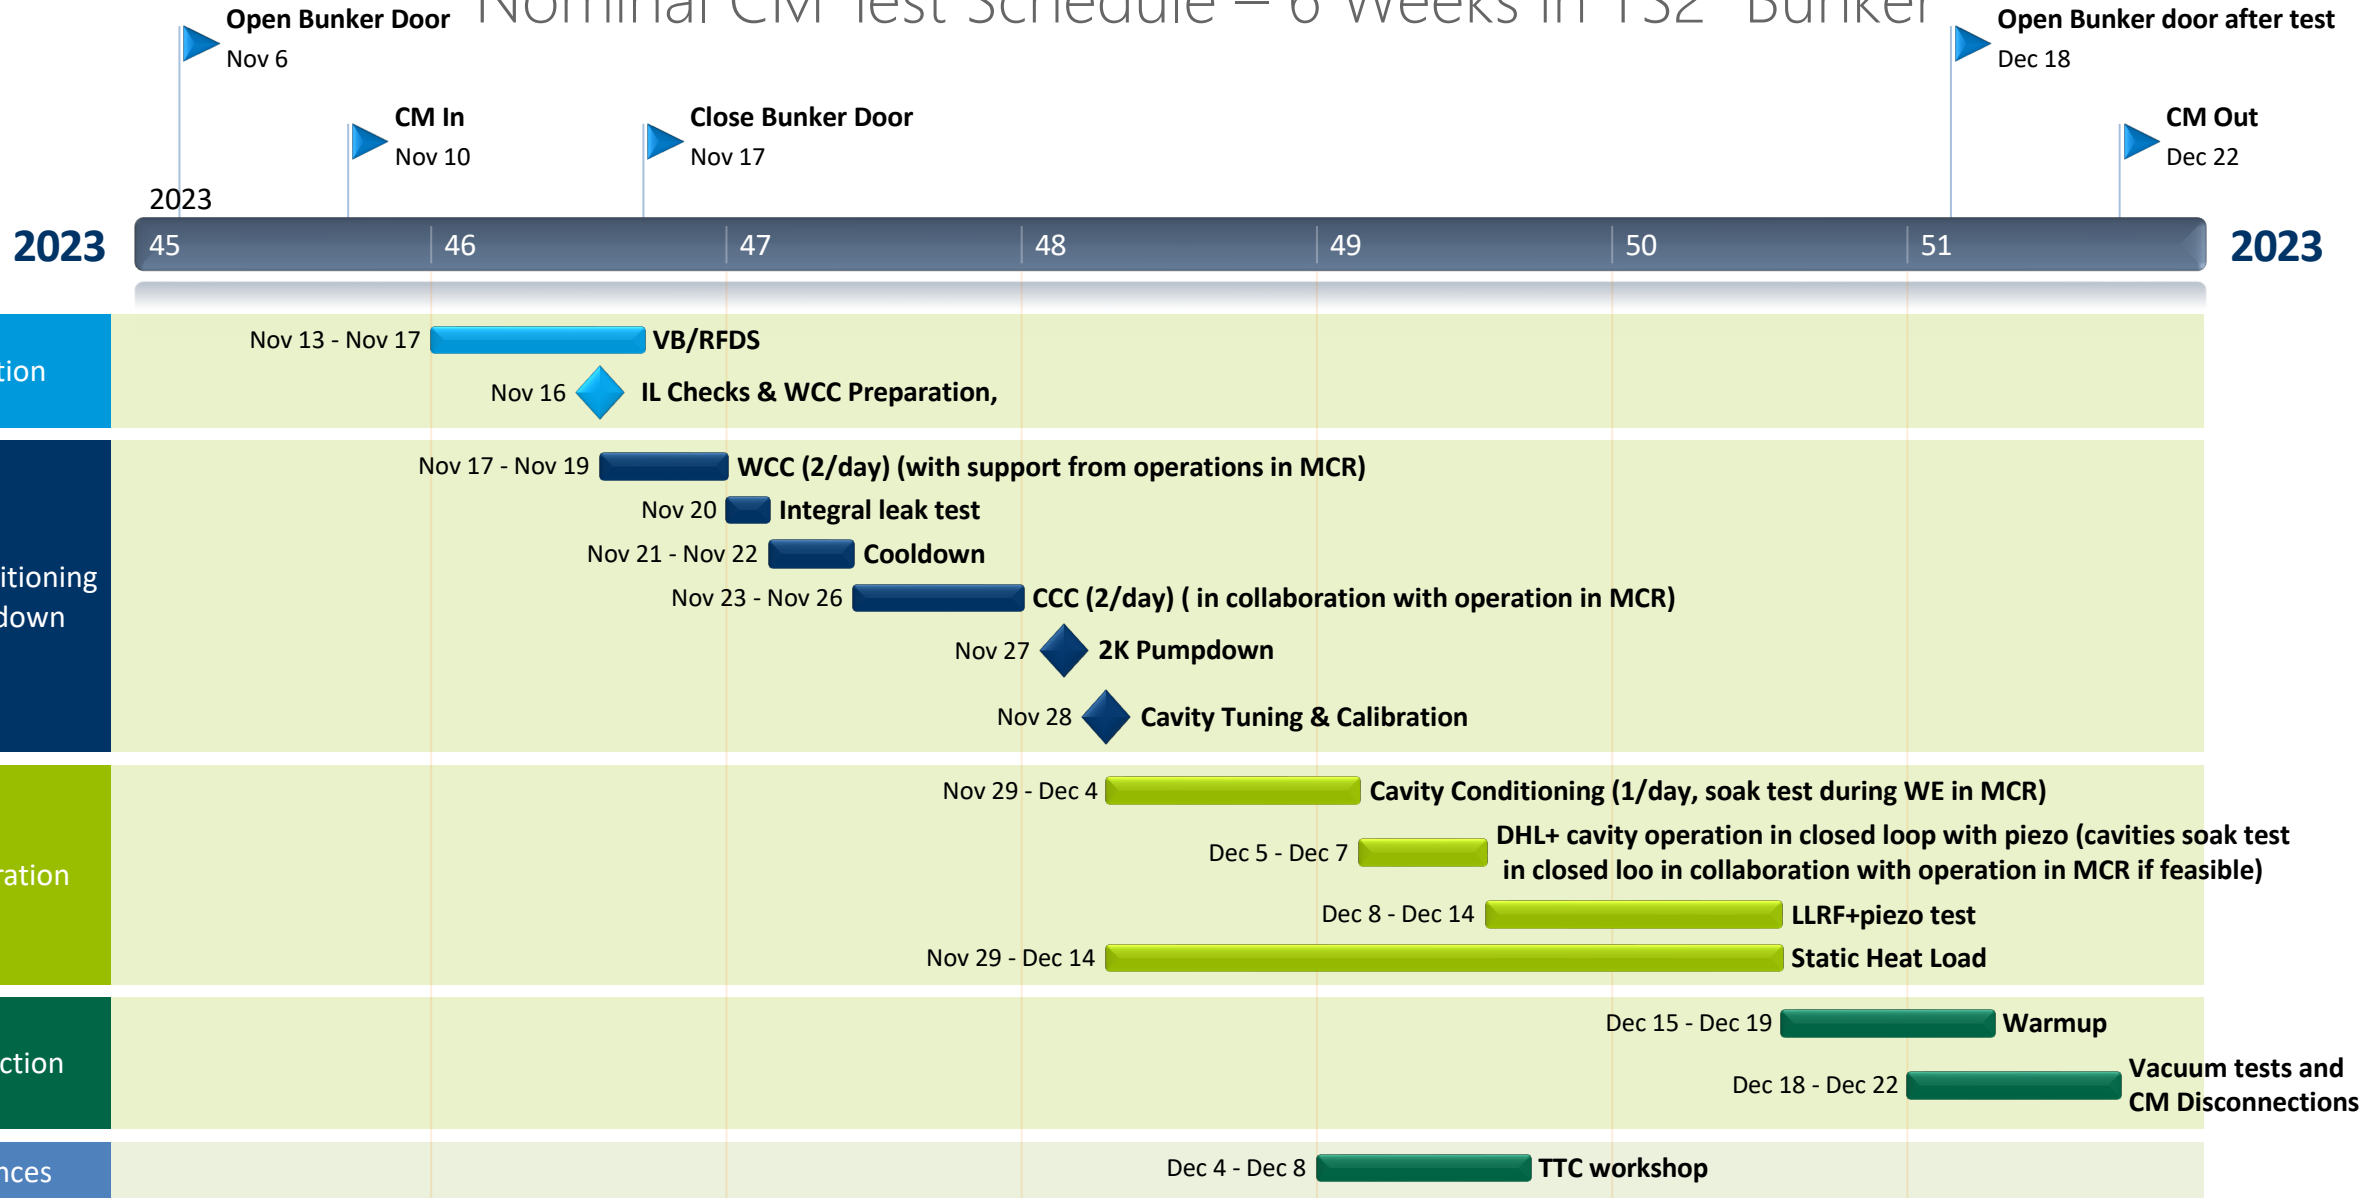 Nominal CM Test Schedule – 6 Weeks in TS2 Bunker
Open Bunker Door
Nov 6
Open Bunker door after test
Dec 18
CM In
Nov 10
Close Bunker Door
Nov 17
CM Out
Dec 22
2023
2023
45
46
47
48
49
50
51
2023
Nov 13 - Nov 17
VB/RFDS
tion
Nov 16
IL Checks & WCC Preparation,
Nov 17 - Nov 19
WCC (2/day) (with support from operations in MCR)
Nov 20
Integral leak test
Nov 21 - Nov 22
Cooldown
itioning
down
Nov 23 - Nov 26
CCC (2/day) ( in collaboration with operation in MCR)
Nov 27
2K Pumpdown
Nov 28
Cavity Tuning & Calibration
Nov 29 - Dec 4
Cavity Conditioning (1/day, soak test during WE in MCR)
Dec 5 - Dec 7
DHL+ cavity operation in closed loop with piezo (cavities soak test
in closed loo in collaboration with operation in MCR if feasible)
ration
Dec 8 - Dec 14
LLRF+piezo test
Nov 29 - Dec 14
Static Heat Load
Dec 15 - Dec 19
Warmup
ction
Dec 18 - Dec 22
Vacuum tests and
CM Disconnections
nces
Dec 4 - Dec 8
TTC workshop